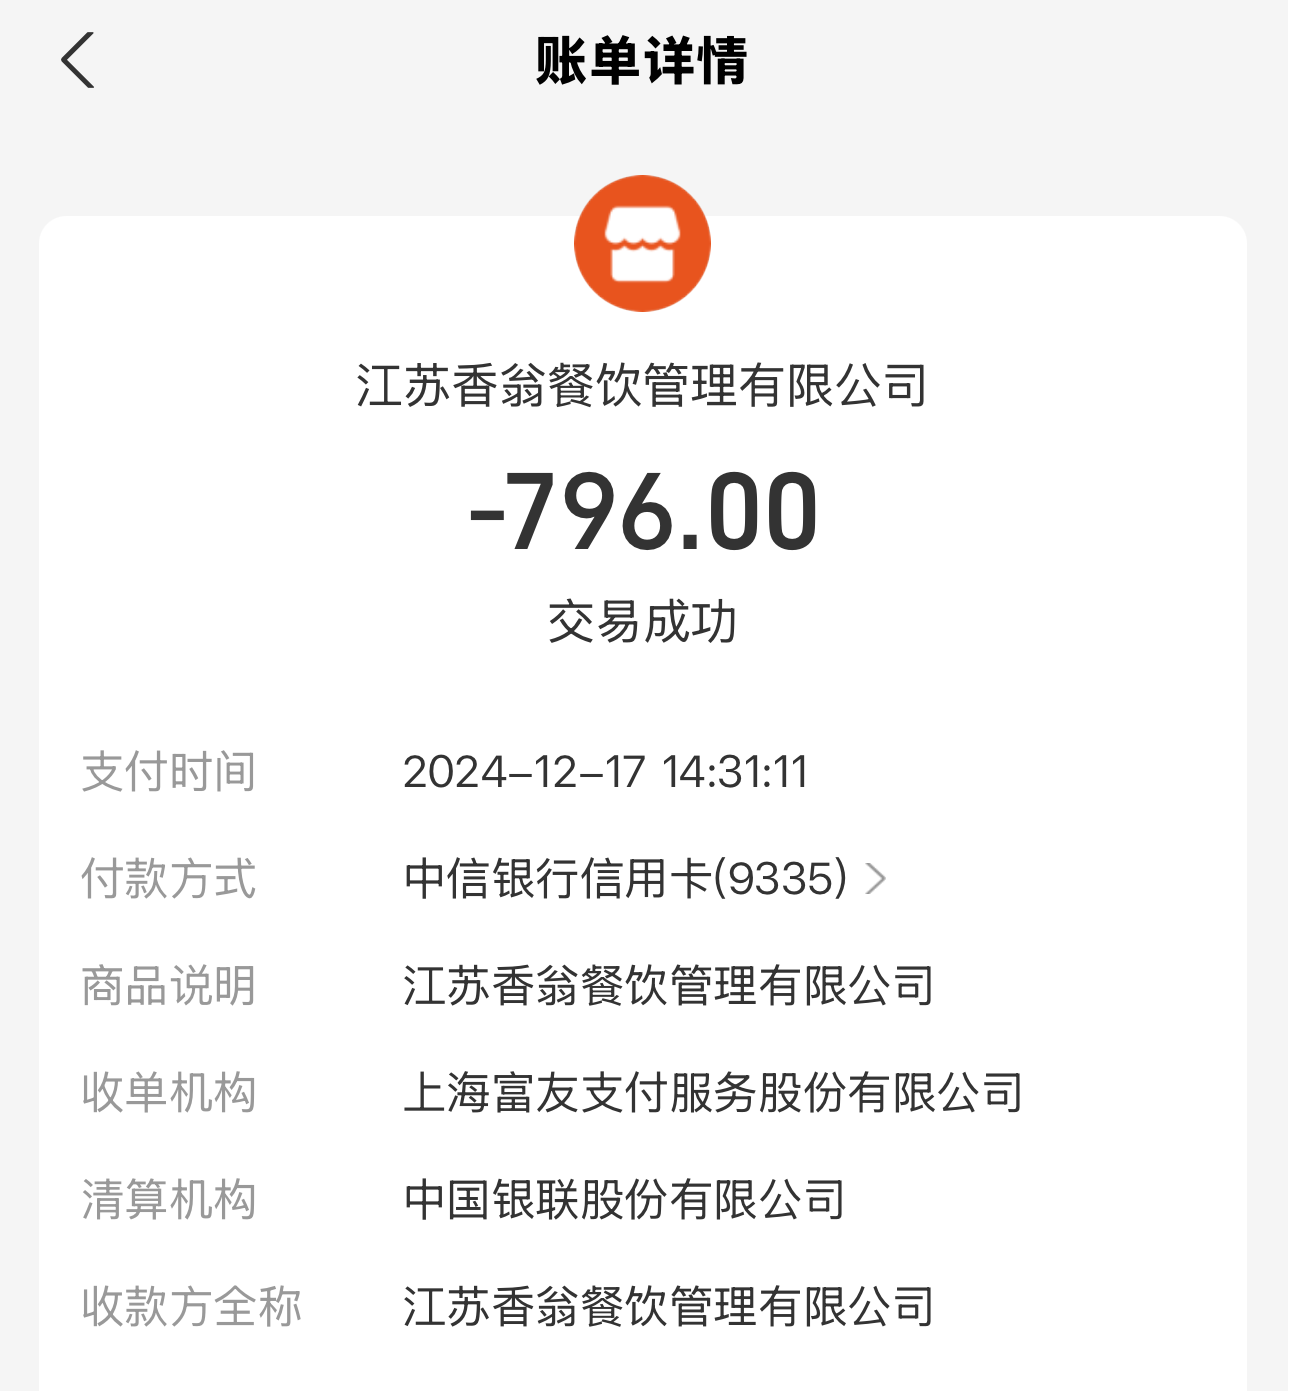 账单详情
江苏香翁餐饮管理有限公司
-796.00
交易成功
支付时间 2024-12-17 14:31:11
付款方式 中信银行信用卡(9335)
商品说明 江苏香翁餐饮管理有限公司
收单机构 上海富友支付服务股份有限公司
清算机构 中国银联股份有限公司
收款方全称 江苏香翁餐饮管理有限公司